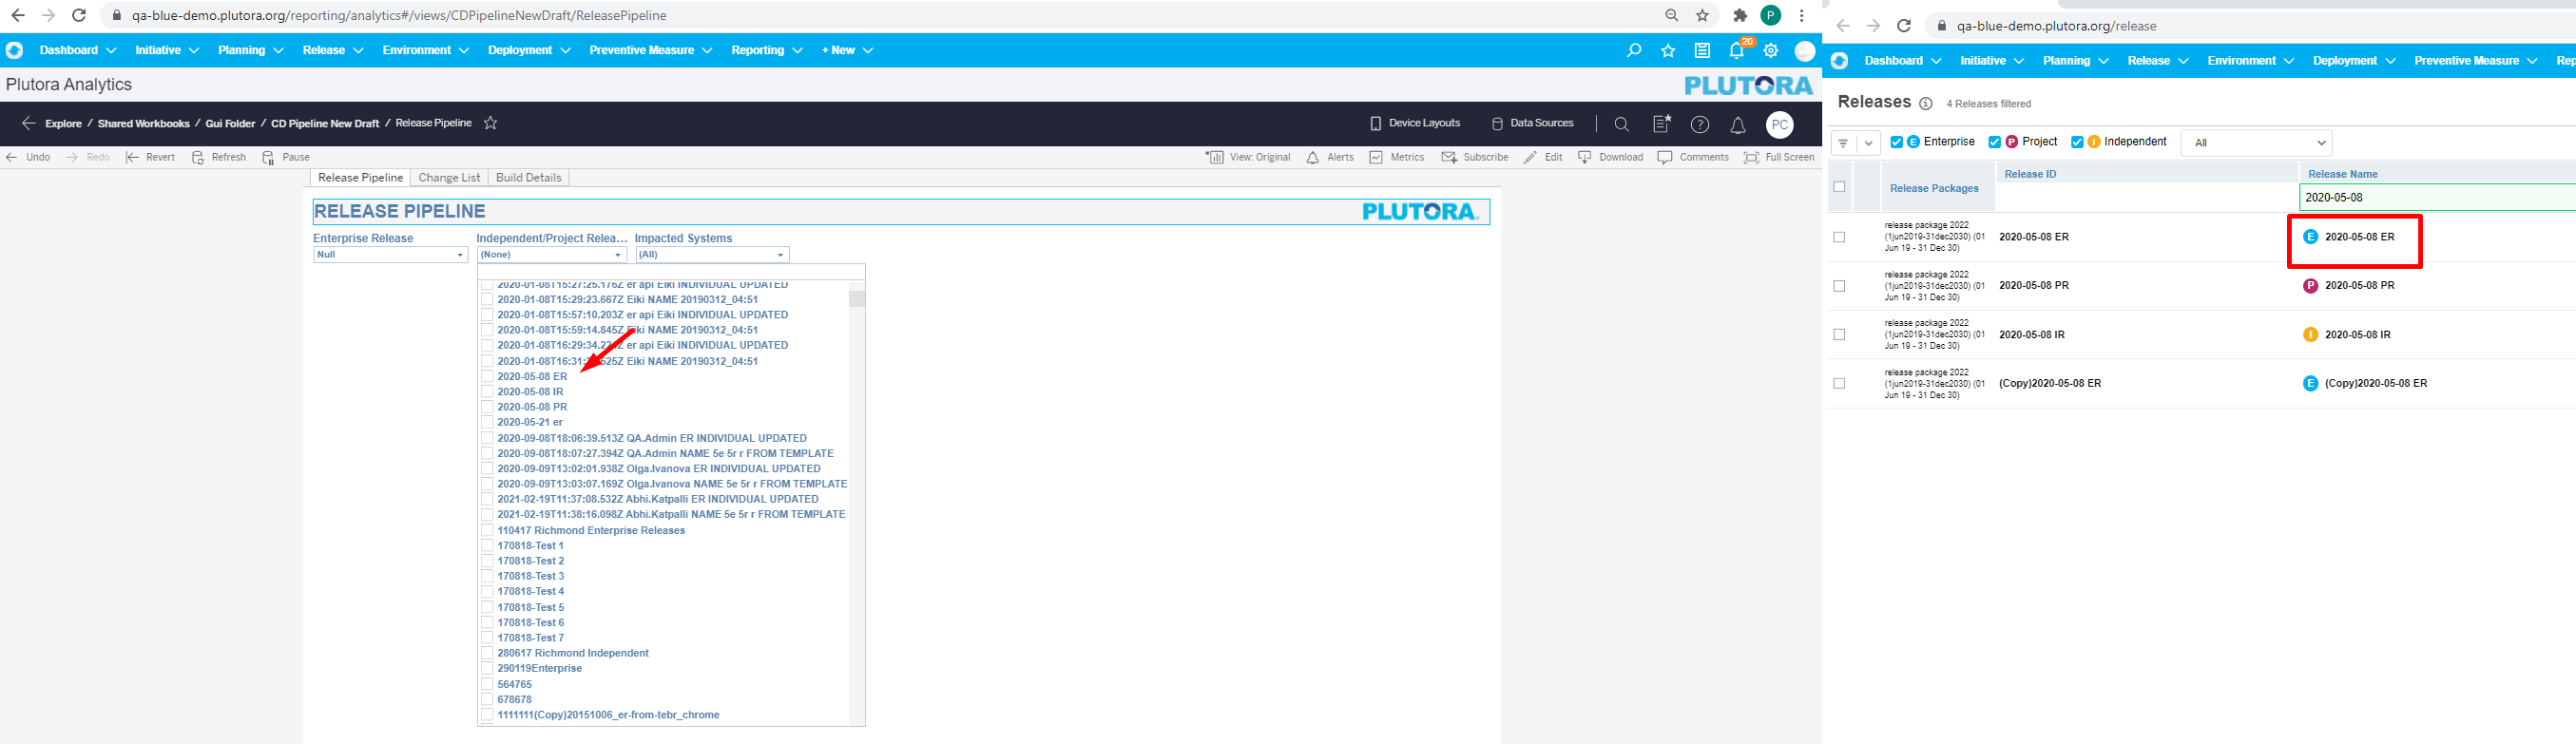 qa-blue-demo.plutora.org/reporting/analytics#/views/CDPipelineNewDraft/ReleasePipeline
P
Dashboard Initiative Planning Release Environment Deployment Preventive Measure Reporting + New
20
Plutora Analytics
PLUTORA
Explore / Shared Workbooks / Gui Folder / CD Pipeline New Draft / Release Pipeline
Device Layouts Data Sources
PC
Undo Redo Revert Refresh Pause
View: Original Alerts Metrics Subscribe Edit Download Comments Full Screen
Release Pipeline Change List Build Details
RELEASE PIPELINE
PLUTORA
Enterprise Release Independent/Project Relea... Impacted Systems
Null (None) (All)
2020-01-08T15:27:25.176Z er api Eiki INDIVIDUAL UPDATED
2020-01-08T15:29:23.667Z Eiki NAME 20190312_04:51
2020-01-08T15:57:10.203Z er api Eiki INDIVIDUAL UPDATED
2020-01-08T15:59:14.845Z Eiki NAME 20190312_04:51
2020-01-08T16:29:34.22 er api Eiki INDIVIDUAL UPDATED
2020-01-08T16:31: 525Z Eiki NAME 20190312_04:51
2020-05-08 ER
2020-05-08 IR
2020-05-08 PR
2020-05-21 er
2020-09-08T18:06:39.513Z QA.Admin ER INDIVIDUAL UPDATED
2020-09-08T18:07:27.394Z QA.Admin NAME 5e 5r r FROM TEMPLATE
2020-09-09T13:02:01.938Z Olga.Ivanova ER INDIVIDUAL UPDATED
2020-09-09T13:03:07.169Z Olga.Ivanova NAME 5e 5r r FROM TEMPLATE
2021-02-19T11:37:08.532Z Abhi.Katpalli ER INDIVIDUAL UPDATED
2021-02-19T11:38:16.098Z Abhi.Katpalli NAME 5e 5r r FROM TEMPLATE
110417 Richmond Enterprise Releases
170818-Test 1
170818-Test 2
170818-Test 3
170818-Test 4
170818-Test 5
170818-Test 6
170818-Test 7
280617 Richmond Independent
290119Enterprise
564765
678678
1111111(Copy)20151006_er-from-tebr_chrome
qa-blue-demo.plutora.org/release
Dashboard Initiative Planning Release Environment Deployment Preventive Measure Rep
Releases 4 Releases filtered
E Enterprise P Project I Independent All
Release Packages Release ID Release Name
2020-05-08
release package 2022
(1jun2019-31dec2030) (01
Jun 19 - 31 Dec 30)
2020-05-08 ER E 2020-05-08 ER
release package 2022
(1jun2019-31dec2030) (01
Jun 19 - 31 Dec 30)
2020-05-08 PR P 2020-05-08 PR
release package 2022
(1jun2019-31dec2030) (01
Jun 19 - 31 Dec 30)
2020-05-08 IR I 2020-05-08 IR
release package 2022
(1jun2019-31dec2030) (01
Jun 19 - 31 Dec 30)
(Copy)2020-05-08 ER E (Copy)2020-05-08 ER